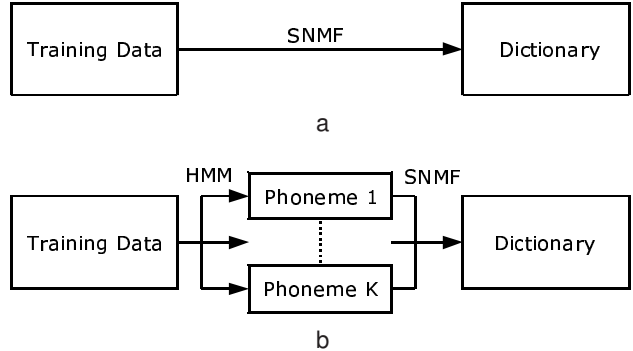 SNMF
Training Data
Dictionary
a
HMM
Phoneme 1
SNMF
Training Data
Dictionary
Phoneme K
b